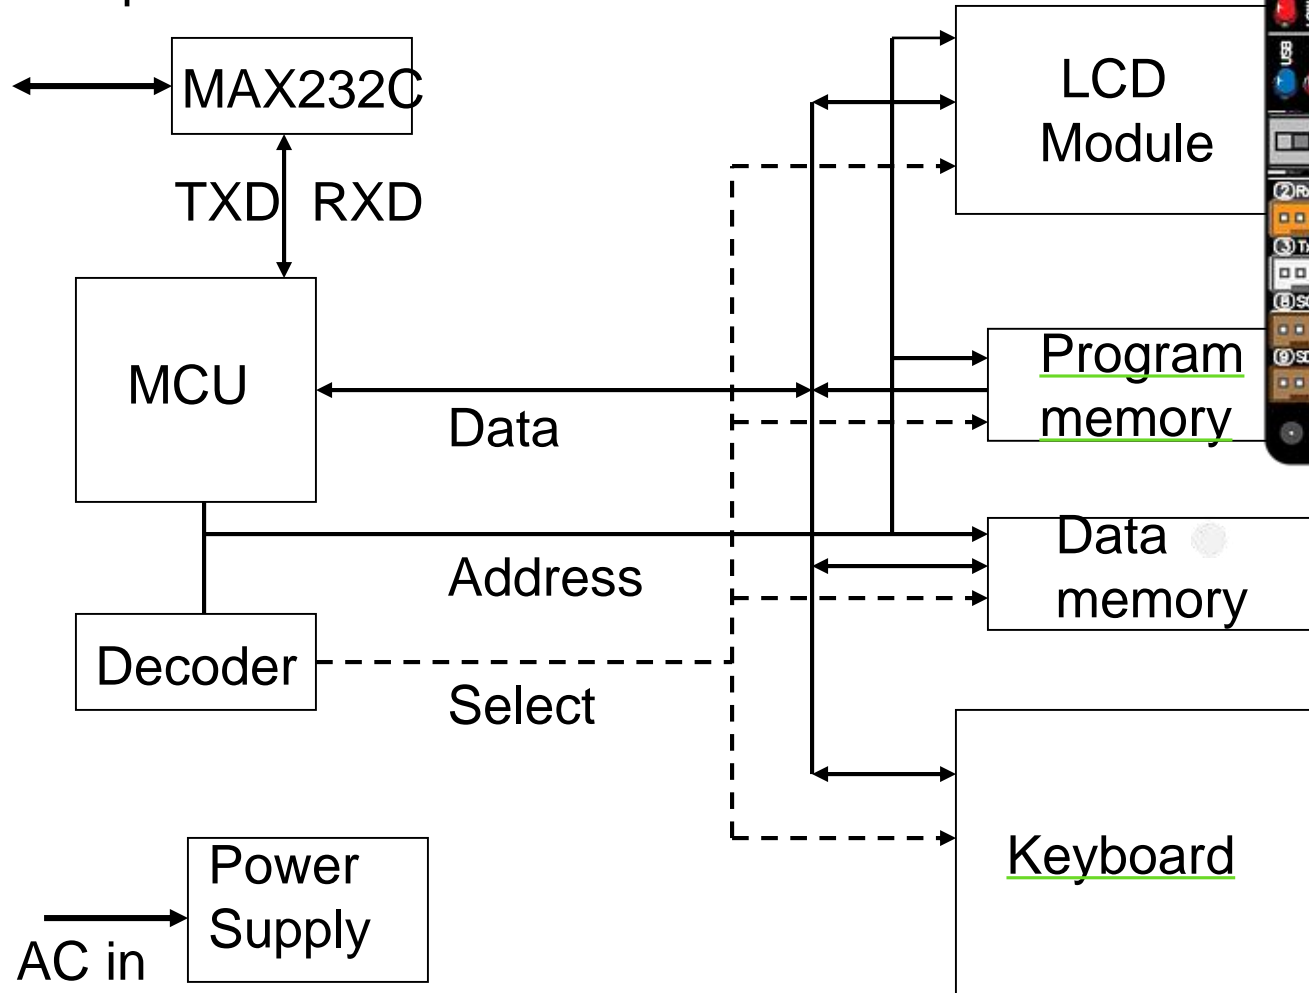 MAX232C
LCD
Module
USB
TXD
RXD
MCU
Data
Program
memory
Address
Data
memory
Decoder
Select
Keyboard
Power
Supply
AC in